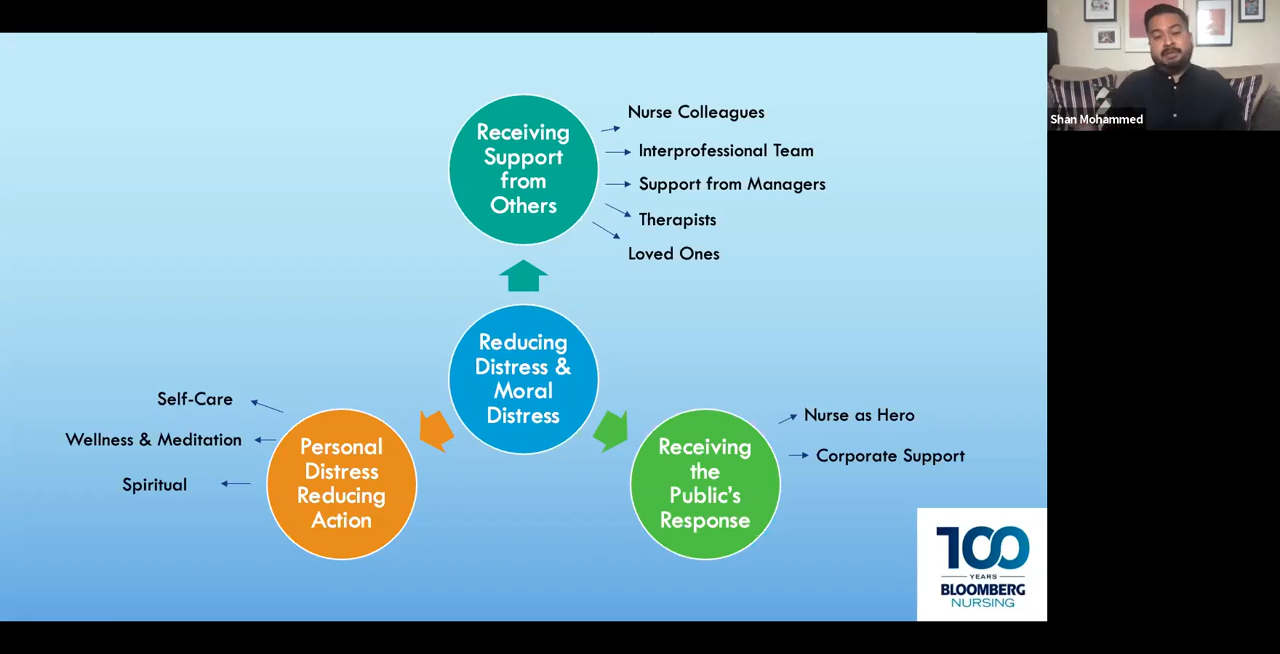 Receiving
Support
from
Others
Nurse Colleagues
Interprofessional Team
Support from Managers
Therapists
Loved Ones
Reducing
Distress &
Moral
Distress
Self-Care
Wellness & Meditation
Spiritual
Personal
Distress
Reducing
Action
Receiving
the
Public's
Response
Nurse as Hero
Corporate Support
100
YEARS
BLOOMBERG
NURSING
Shan Mohammed